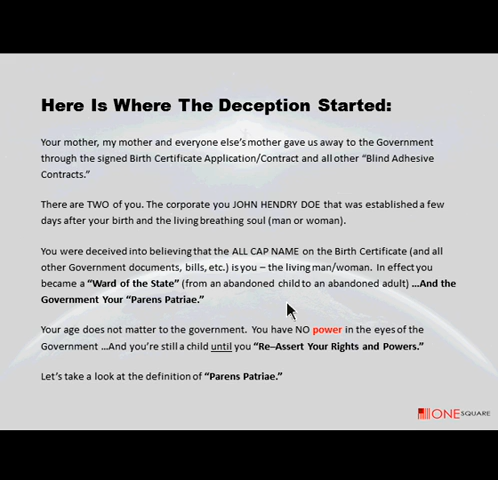 Here Is Where The Deception Started:
Your mother, my mother and everyone else's mother gave us away to the Government
through the signed Birth Certificate Application/Contract and all other "Blind Adhesive
Contracts."
There are TWO of you. The corporate you JOHN HENDRY DOE that was established a few
days after your birth and the living breathing soul (man or woman).
You were deceived into believing that the ALL CAP NAME on the Birth Certificate (and all
other Government documents, bills, etc.) is you – the living man/woman. In effect you
became a "Ward of the State" (from an abandoned child to an abandoned adult) ...And the
Government Your "Parens Patriae."
Your age does not matter to the government. You have NO power in the eyes of the
Government ...And you're still a child until you "Re–Assert Your Rights and Powers."
Let's take a look at the definition of "Parens Patriae."
ONE SQUARE